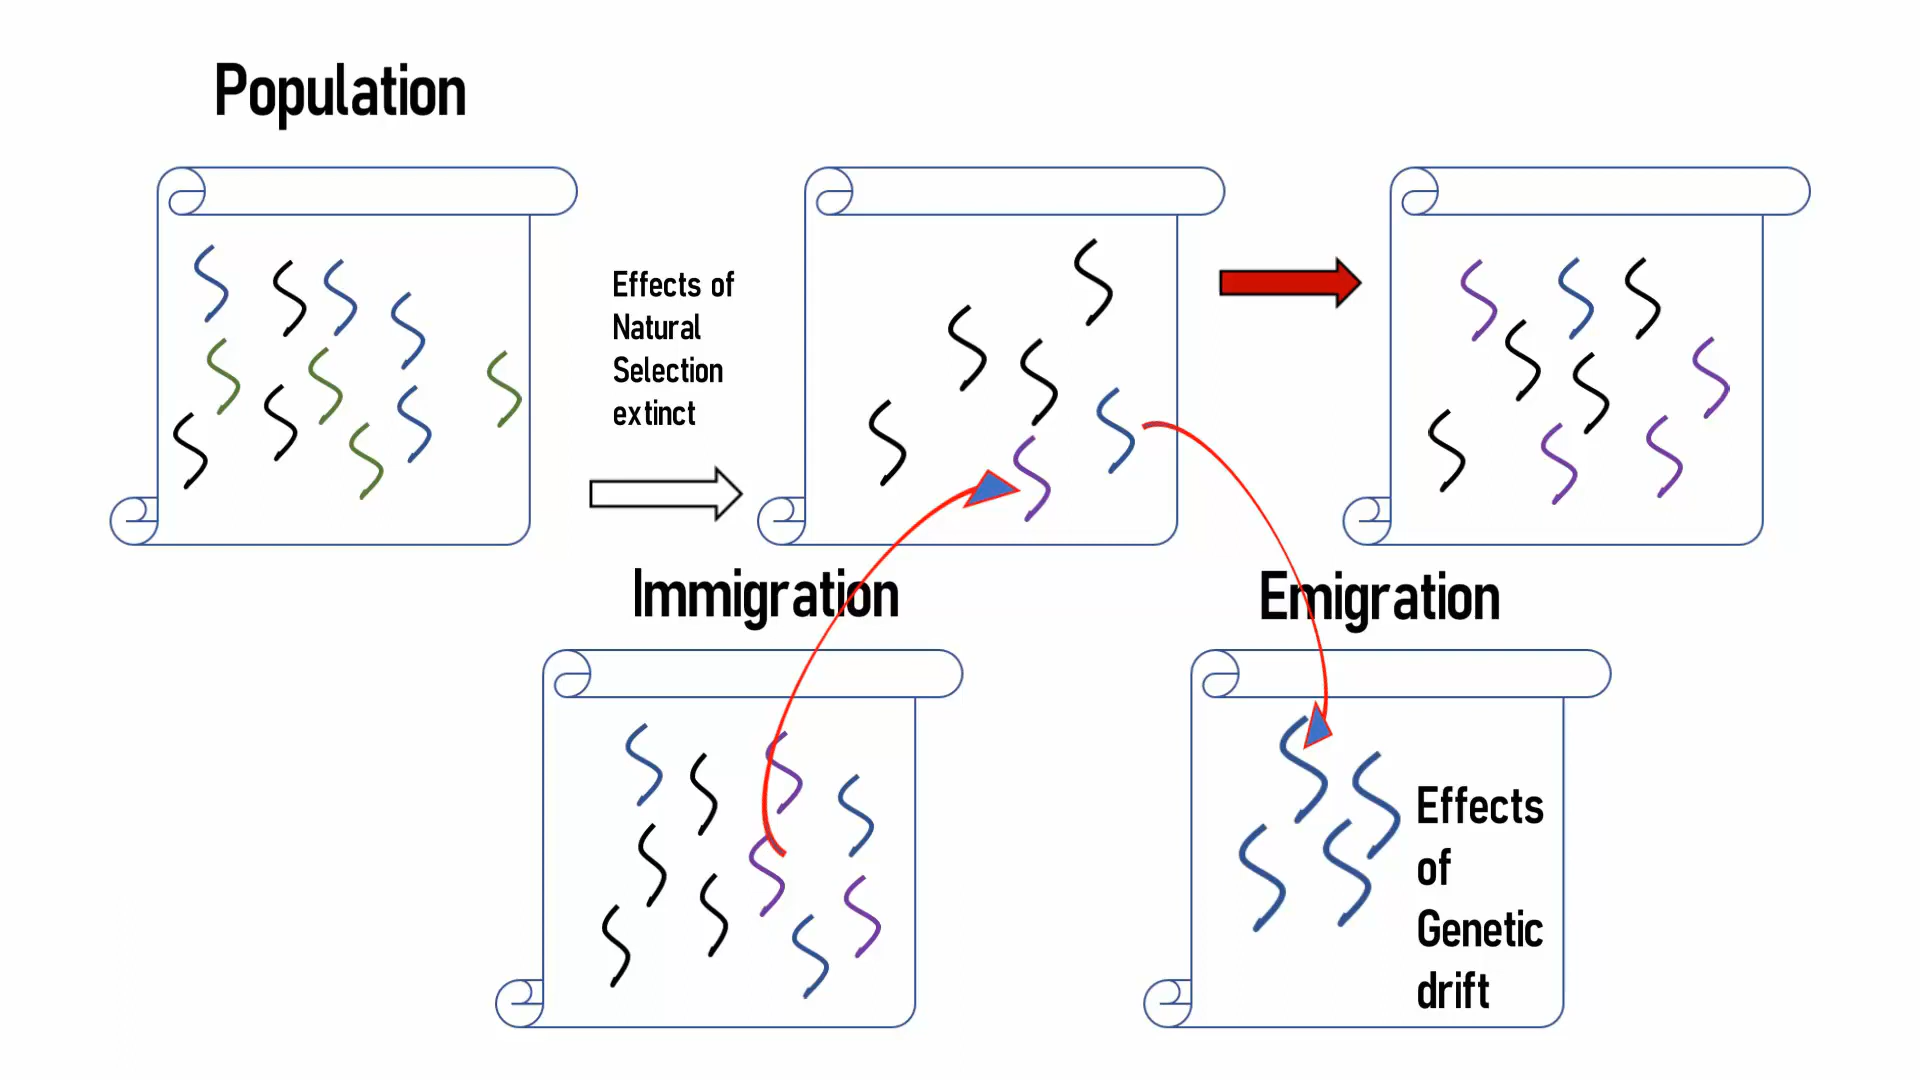 Population
Effects of
Natural
Selection
extinct
Immigration
Emigration
Effects
of
Genetic
drift